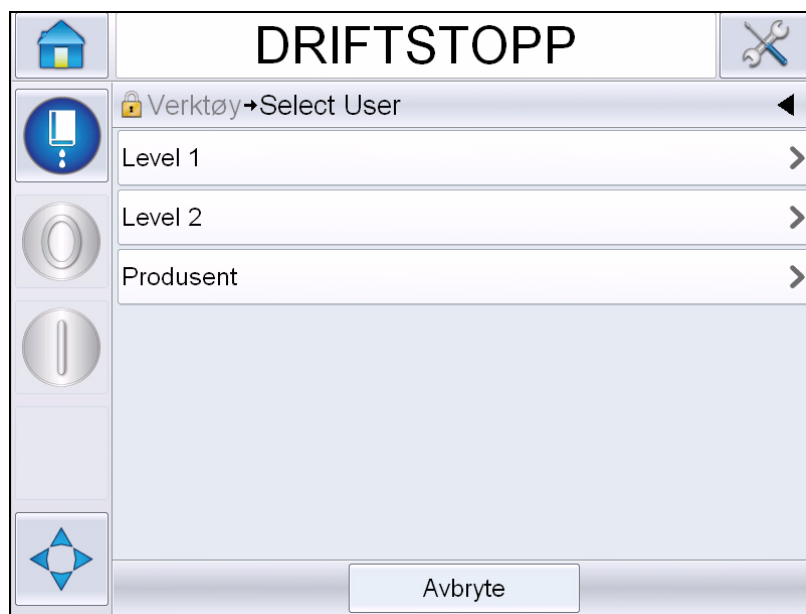 DRIFTSTOPP
Verktøy→Select User
Level 1
Level 2
Produsent
Avbryte